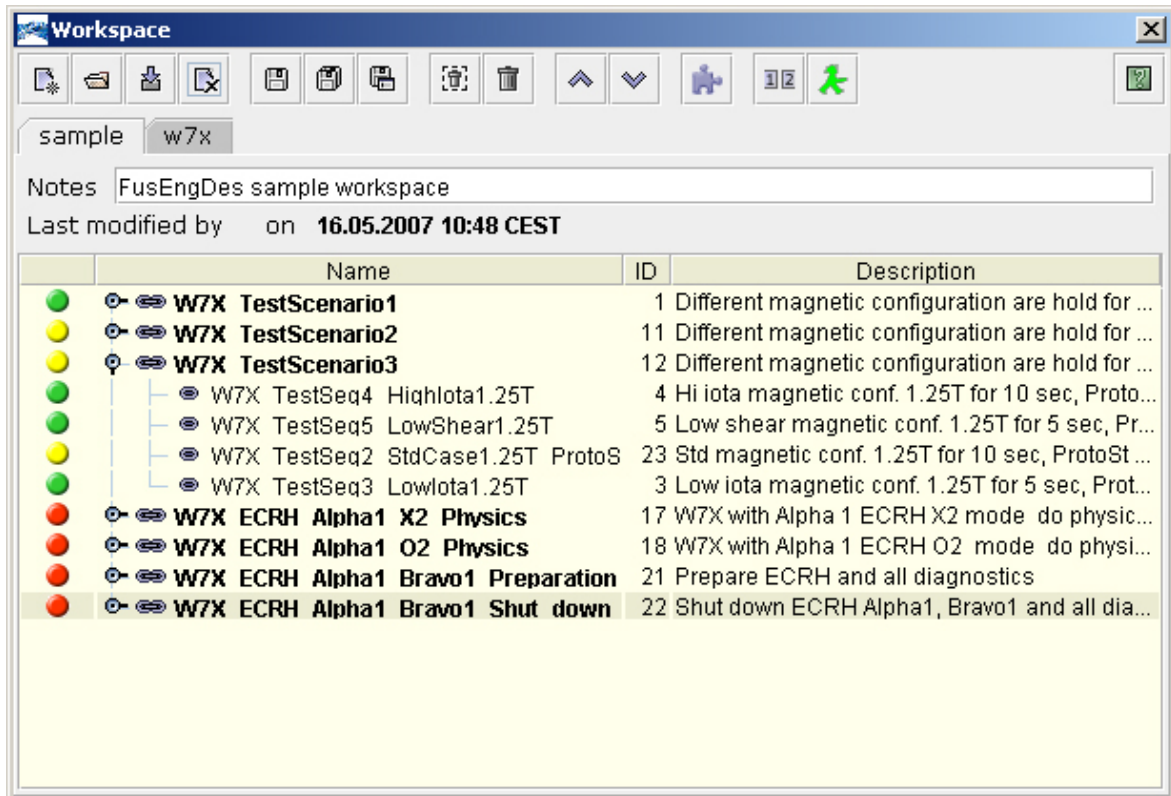 Workspace
1 2
sample w7x
Notes FusEngDes sample workspace
Last modified by on 16.05.2007 10:48 CEST
Name ID Description
W7X TestScenario1 1 Different magnetic configuration are hold for ...
W7X TestScenario2 11 Different magnetic configuration are hold for ...
W7X TestScenario3 12 Different magnetic configuration are hold for ...
W7X TestSeq4 HighIota1.25T 4 Hi iota magnetic conf. 1.25T for 10 sec, Proto...
W7X TestSeq5 LowShear1.25T 5 Low shear magnetic conf. 1.25T for 5 sec, Pr...
W7X TestSeq2 StdCase1.25T ProtoS 23 Std magnetic conf. 1.25T for 10 sec, ProtoSt ...
W7X TestSeq3 LowIota1.25T 3 Low iota magnetic conf. 1.25T for 5 sec, Prot...
W7X ECRH Alpha1 X2 Physics 17 W7X with Alpha 1 ECRH X2 mode do physic...
W7X ECRH Alpha1 O2 Physics 18 W7X with Alpha 1 ECRH O2 mode do physi...
W7X ECRH Alpha1 Bravo1 Preparation 21 Prepare ECRH and all diagnostics
W7X ECRH Alpha1 Bravo1 Shut down 22 Shut down ECRH Alpha1, Bravo1 and all dia...